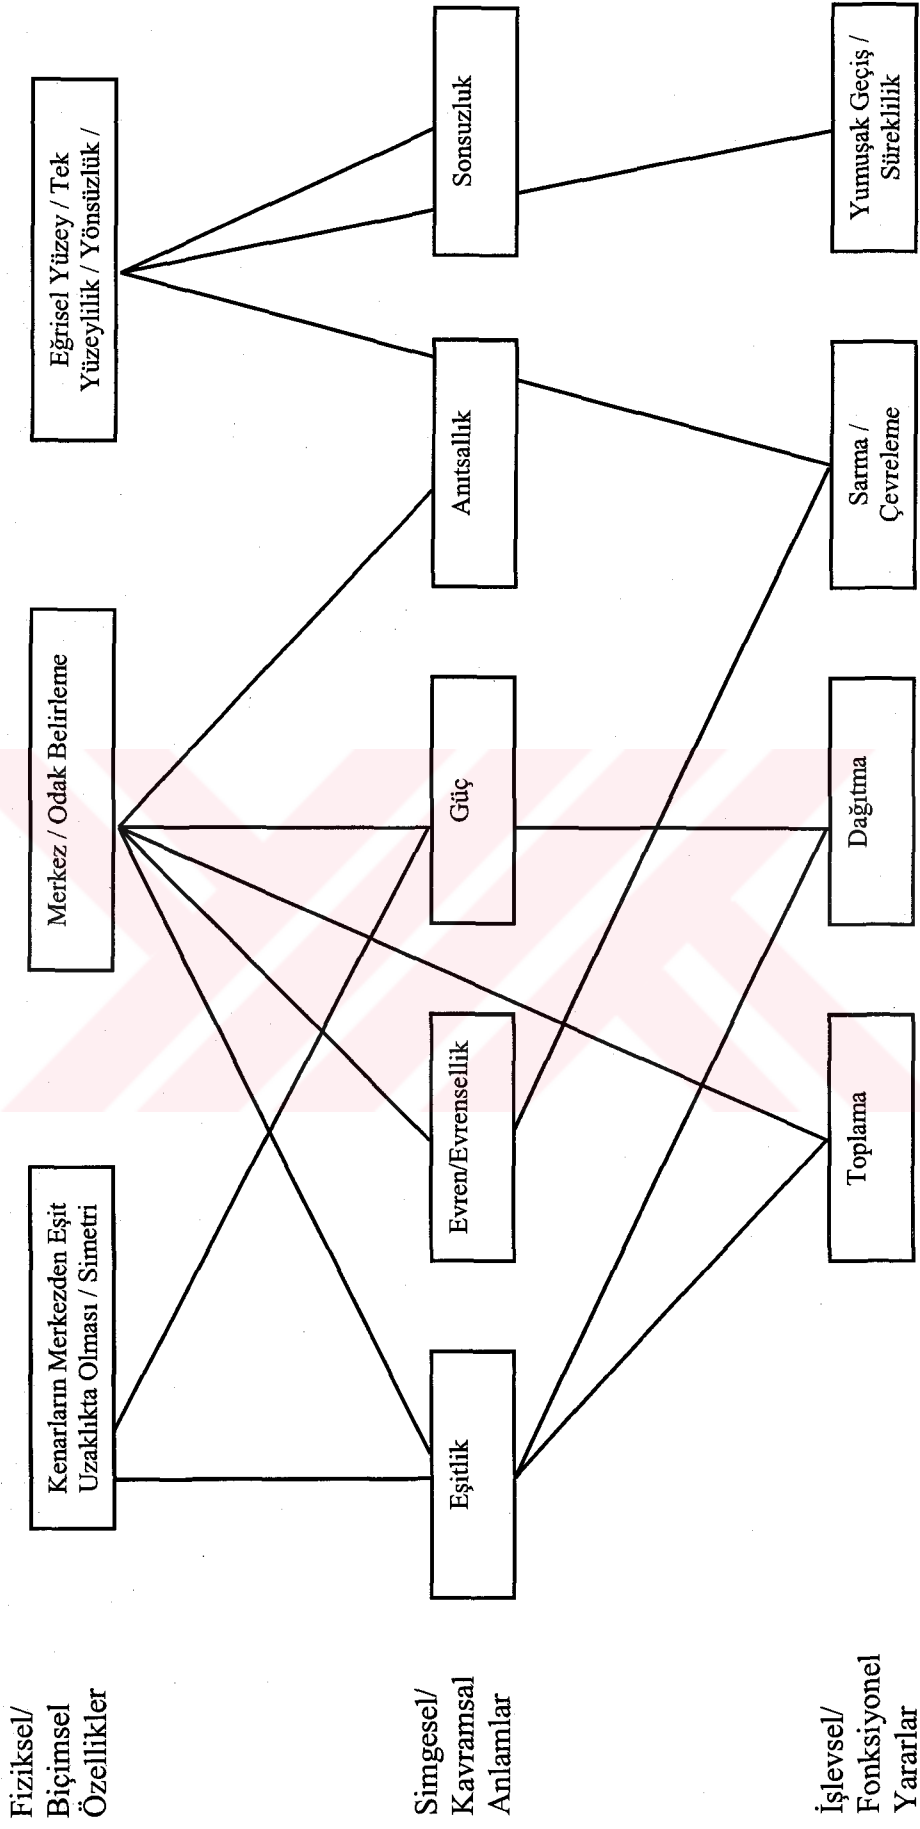 Fiziksel/
Biçimsel
Özellikler
Kenarların Merkezden Eşit
Uzaklıkta Olması / Simetri
Merkez / Odak Belirleme
Eğrisel Yüzey / Tek
Yüzeylilik / Yönsüzlük /
Simgesel/
Kavramsal
Anlamlar
Eşitlik
Evren/Evrensellik
Güç
Anıtsallık
Sonsuzluk
İşlevsel/
Fonksiyonel
Yararlar
Toplama
Dağıtma
Sarma /
Çevreleme
Yumuşak Geçiş /
Süreklilik